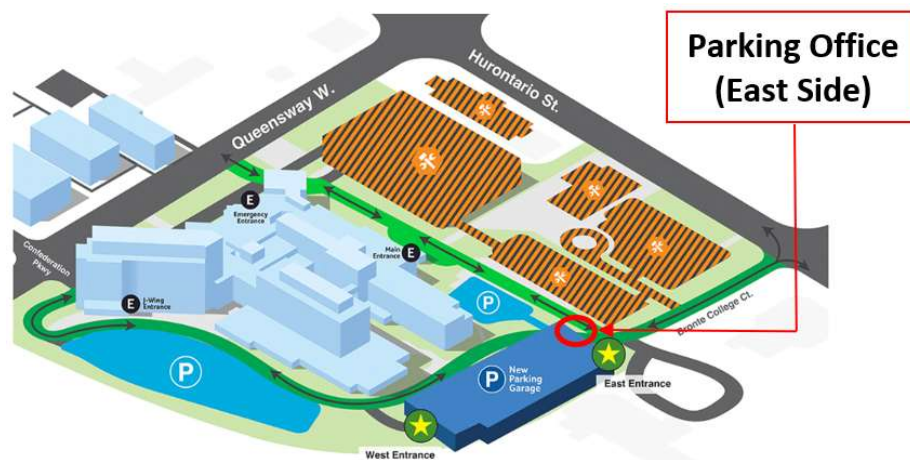 Parking Office
(East Side)
Hurontario St.
Queensway W.
E
Emergency
Entrance
Main
Entrance
E
Confederation
Pkwy
E
J-Wing
Entrance
P
Bronte College Ct.
P
P
New
Parking
Garage
East Entrance
West Entrance